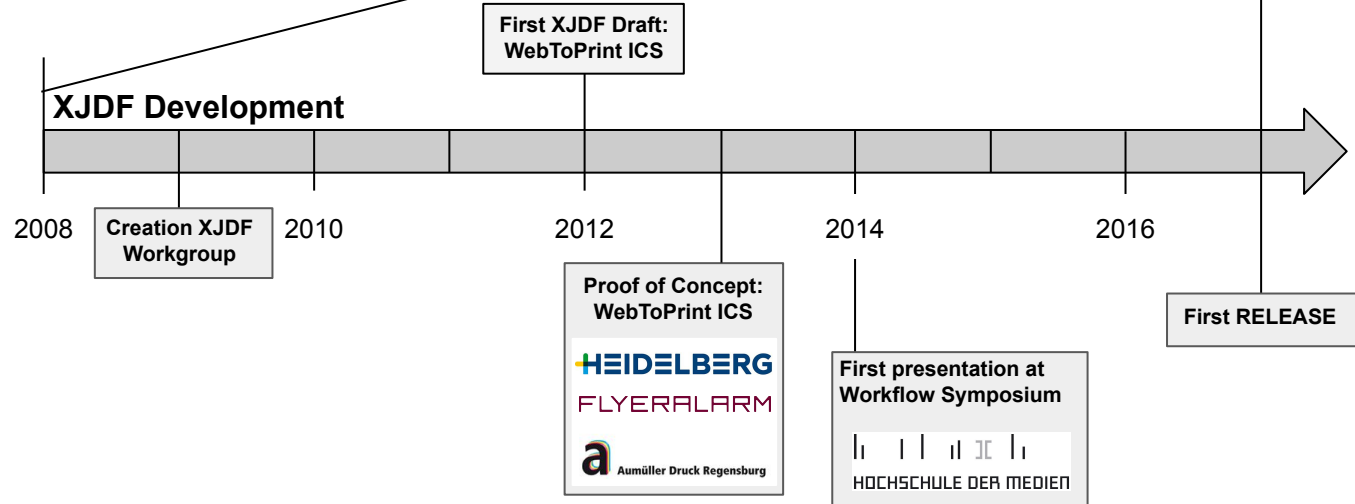 First XJDF Draft:
WebToPrint ICS
XJDF Development
2008
2010
2012
2014
2016
Creation XJDF
Workgroup
Proof of Concept:
WebToPrint ICS
HEIDELBERG
FLYERALARM
a Aumüller Druck Regensburg
First presentation at
Workflow Symposium
HOCHSCHULE DER MEDIEN
First RELEASE